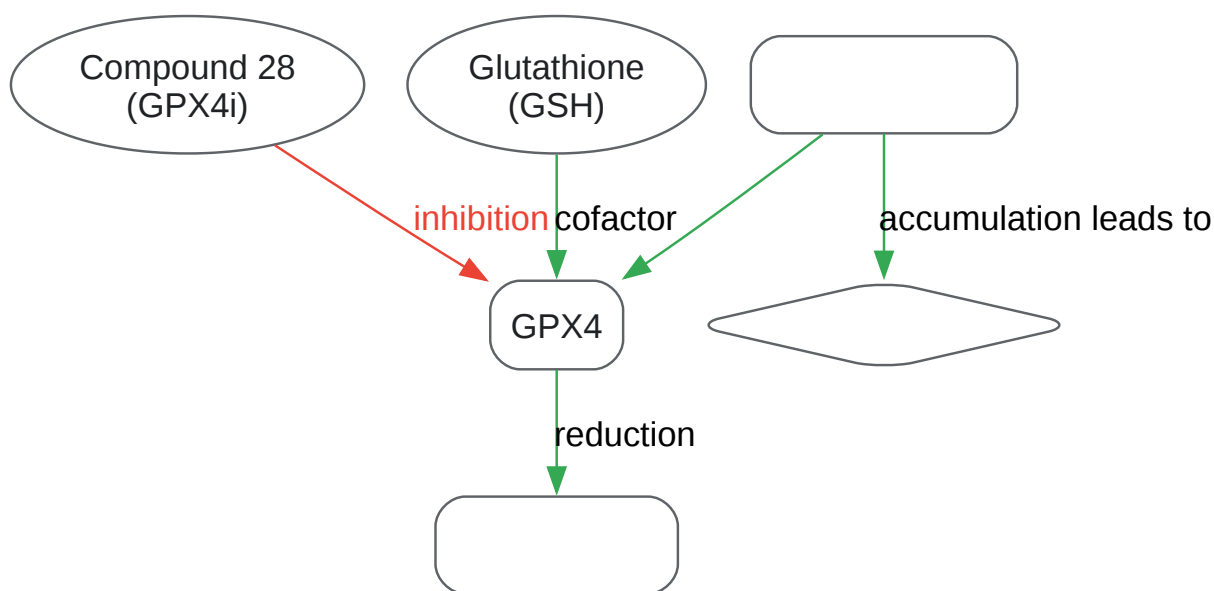 Compound 28
(GPX4i)
Glutathione
(GSH)
inhibition
cofactor
accumulation leads to
GPX4
reduction